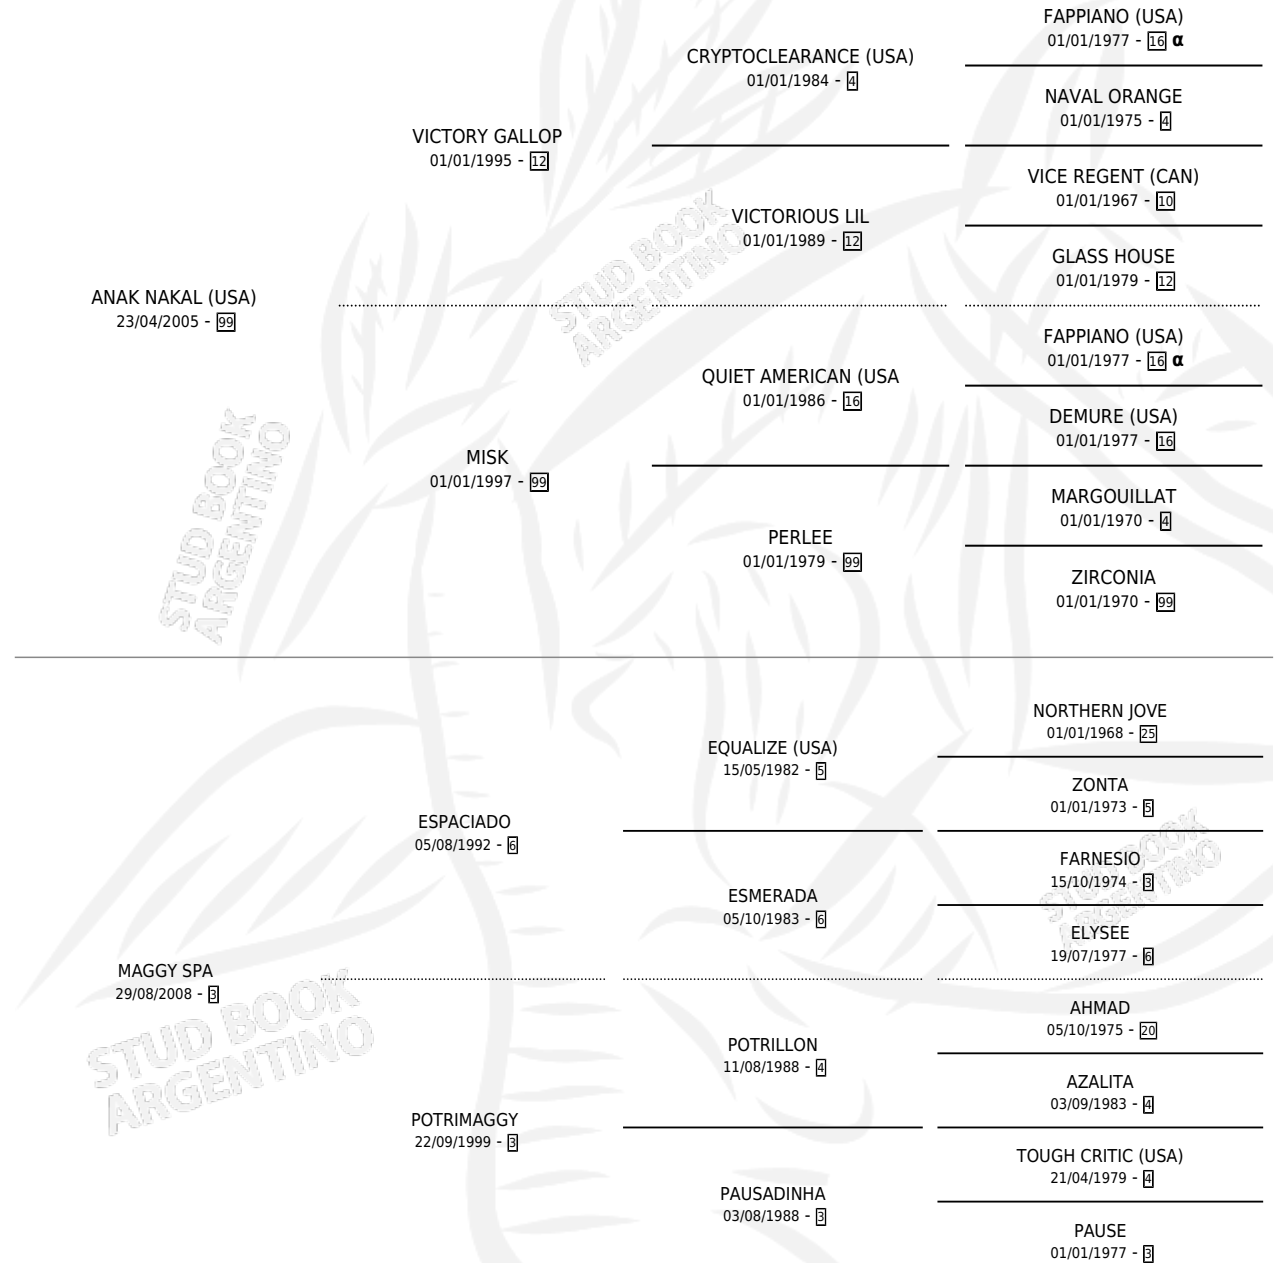 FAPPIANO (USA)
01/01/1977 - 16 α
CRYPTOCLEARANCE (USA)
01/01/1984 - 4
NAVAL ORANGE
01/01/1975 - 4
VICTORY GALLOP
01/01/1995 - 12
VICE REGENT (CAN)
01/01/1967 - 10
VICTORIOUS LIL
01/01/1989 - 12
GLASS HOUSE
01/01/1979 - 12
ANAK NAKAL (USA)
23/04/2005 - 99
FAPPIANO (USA)
01/01/1977 - 16 α
QUIET AMERICAN (USA
01/01/1986 - 16
DEMURE (USA)
01/01/1977 - 16
MISK
01/01/1997 - 99
MARGOUILLAT
01/01/1970 - 4
PERLEE
01/01/1979 - 99
ZIRCONIA
01/01/1970 - 99
NORTHERN JOVE
01/01/1968 - 25
EQUALIZE (USA)
15/05/1982 - 5
ZONTA
01/01/1973 - 5
ESPACIADO
05/08/1992 - 6
FARNESIO
15/10/1974 - 3
ESMERADA
05/10/1983 - 6
ELYSEE
19/07/1977 - 6
MAGGY SPA
29/08/2008 - 3
AHMAD
05/10/1975 - 20
POTRILLON
11/08/1988 - 4
AZALITA
03/09/1983 - 4
POTRIMAGGY
22/09/1999 - 3
TOUGH CRITIC (USA)
21/04/1979 - 4
PAUSADINHA
03/08/1988 - 3
PAUSE
01/01/1977 - 3
STUD BOOK
ARGENTINO
STUD BOOK
ARGENTINO
STUD BOOK
ARGENTINO
STUD BOOK
ARGENTINO